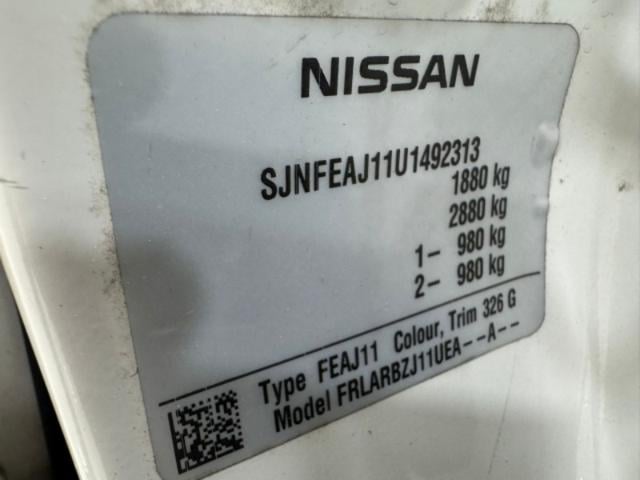 NISSAN
SJNFEAJ11U1492313
1880 kg
2880 kg
1- 980 kg
2- 980 kg
Type FEAJ11 Colour, Trim 326 G
Model FRLARBZJ11UEA--A--